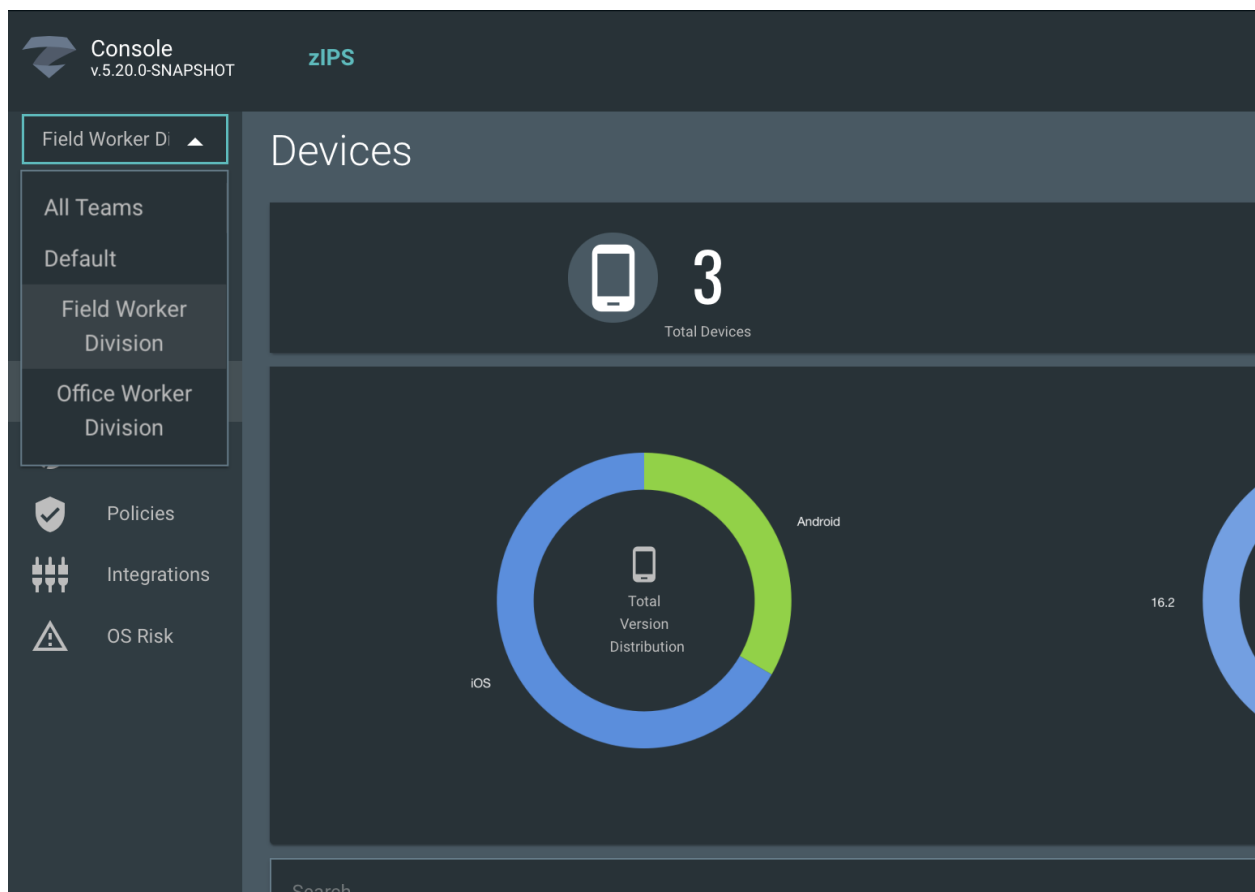 Console
v.5.20.0-SNAPSHOT
zIPS
Field Worker Di
Devices
All Teams
Default
Field Worker
Division
Office Worker
Division
3
Total Devices
Policies
Integrations
OS Risk
Android
Total
Version
Distribution
iOS
16.2
Search